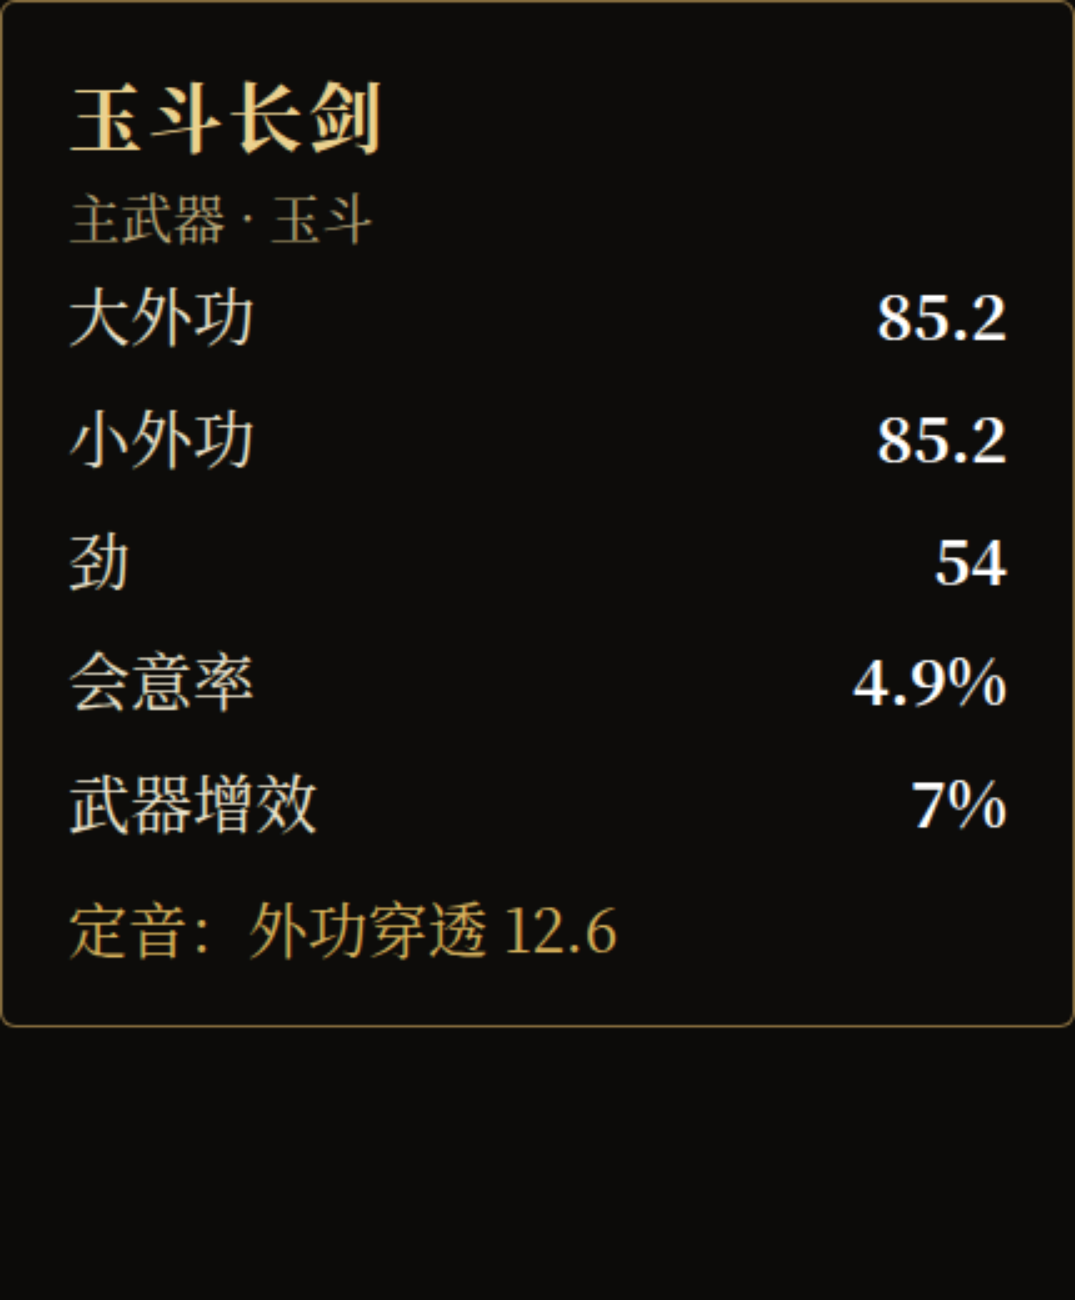 玉斗长剑
主武器 · 玉斗
大外功 85.2
小外功 85.2
劲 54
会意率 4.9%
武器增效 7%
定音：外功穿透 12.6